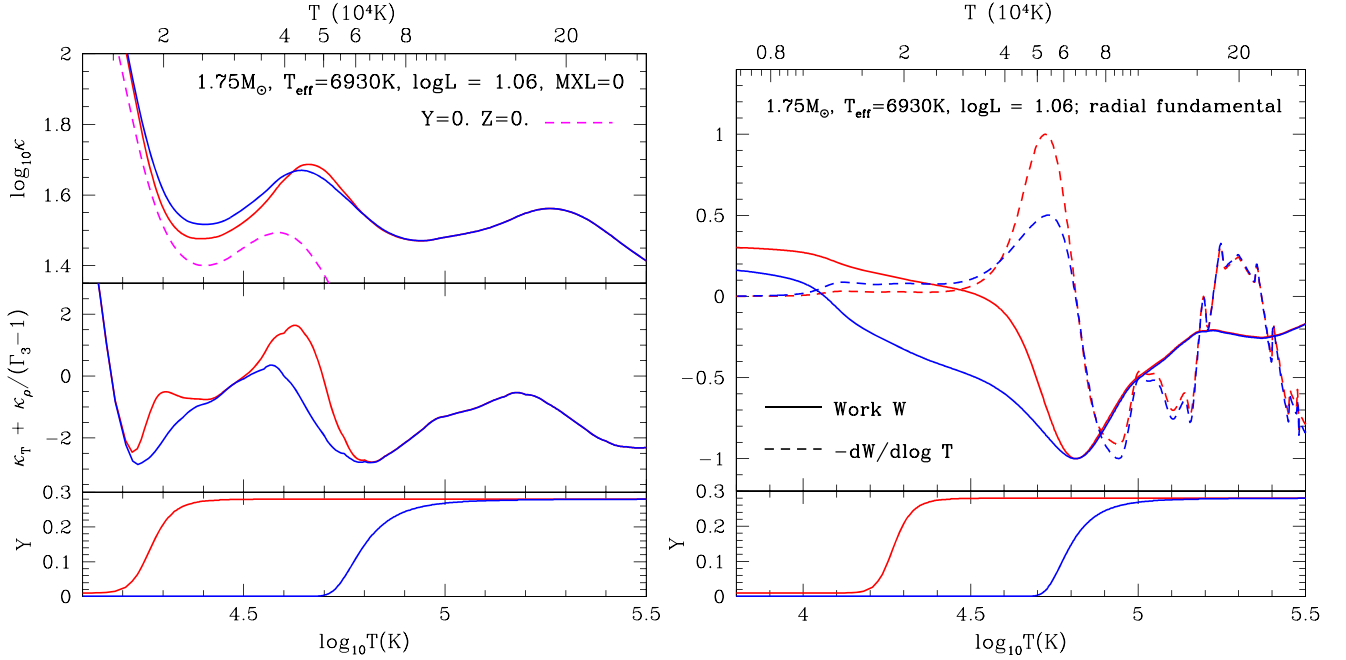 T (10⁴K)
2 4 5 6 8 20
2
1.8
1.6
1.4
log₁₀κ
1.75M☉, T_eff=6930K, logL = 1.06, MXL=0
Y=0. Z=0.
2
0
−2
κ_T + κ_ρ/(Γ₃−1)
0.3
0.2
0.1
0
Y
4.5 5 5.5
log₁₀T(K)
T (10⁴K)
0.8 2 4 5 6 8 20
1.75M☉, T_eff=6930K, logL = 1.06; radial fundamental
1
0.5
0
−0.5
−1
Work W
-dW/dlog T
0.3
0.2
0.1
0
Y
4 4.5 5 5.5
log₁₀T(K)